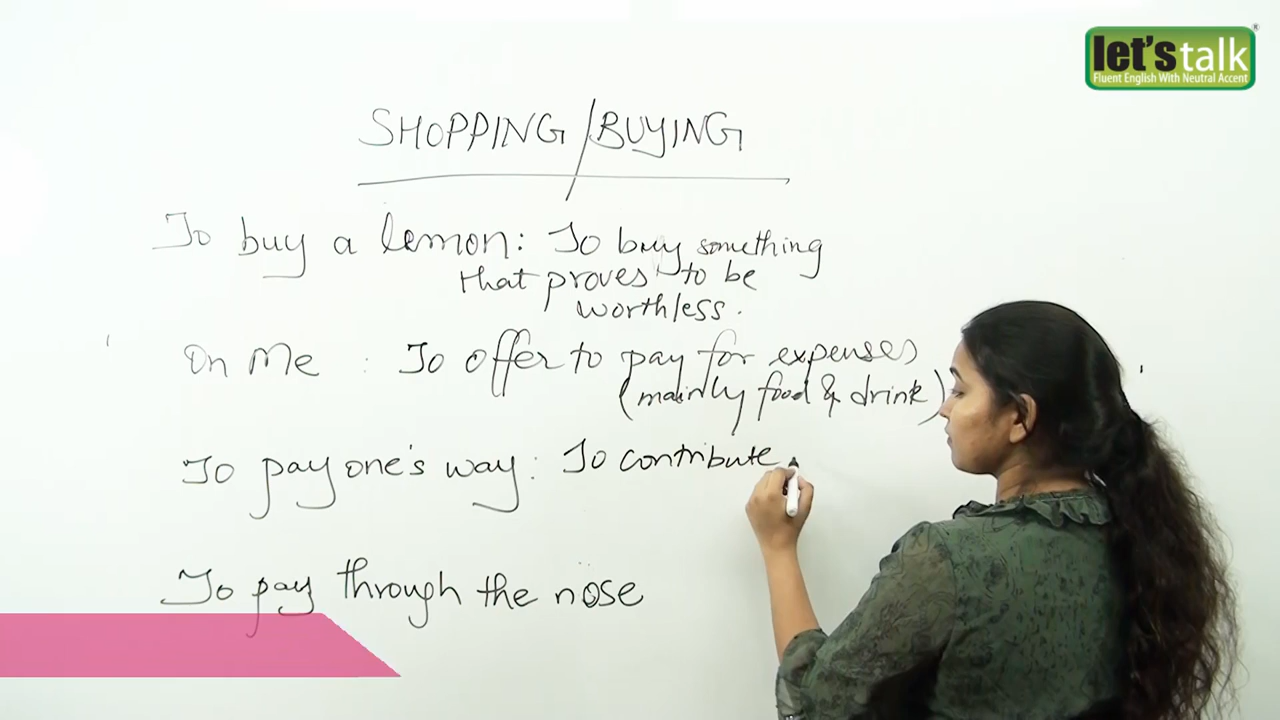 let's talk
Fluent English With Neutral Accent
SHOPPING/BUYING
To buy a lemon: To buy something
that proves to be
worthless.
On Me : To offer to pay for expenses
(mainly food & drink)
To pay one's way: To contribute
To pay through the nose